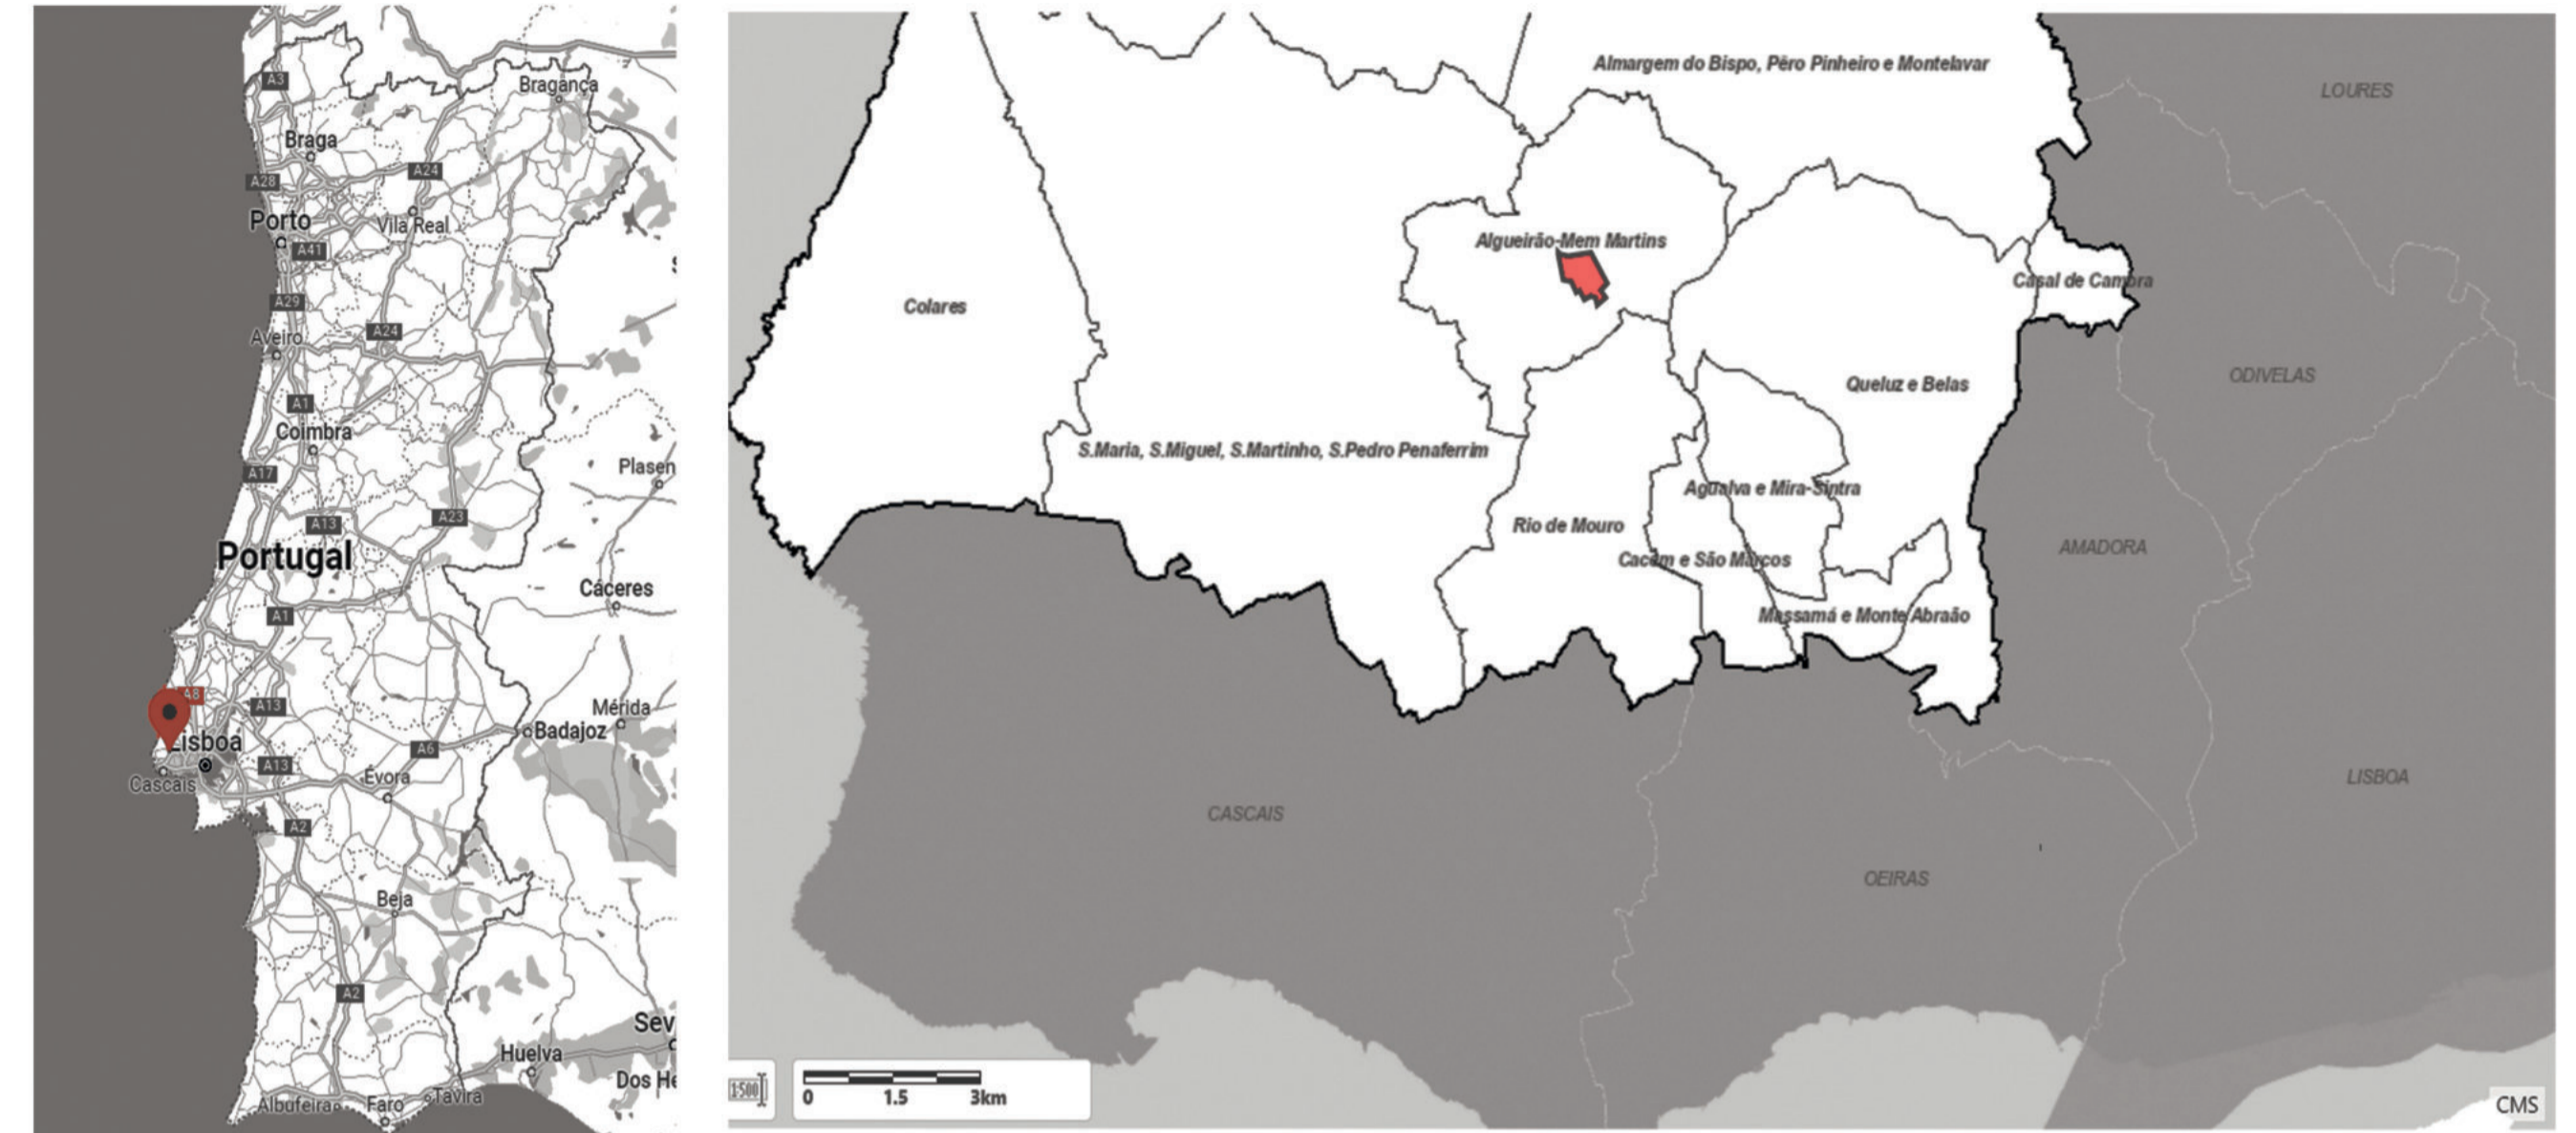 A3
Bragança
Braga
A24
A28
Porto
Vila Real
A41
A29
A24
Aveiro
A1
Coimbra
A17
Plasen
A13
A23
Portugal
Cáceres
A1
A8
A13
Mérida
Lisboa
Badajoz
A6
A13
Cascais
Évora
A2
Beja
A2
Sev
Huelva
Dos He
Albufeira
Faro
Tavira
Almargem do Bispo, Pêro Pinheiro e Montelavar
LOURES
Algueirão-Mem Martins
Casal de Cambra
Colares
ODIVELAS
Queluz e Belas
S.Maria, S.Miguel, S.Martinho, S.Pedro Penaferrim
Agualva e Mira-Sintra
Rio de Mouro
AMADORA
Cacém e São Marcos
Massamá e Monte Abraão
LISBOA
CASCAIS
OEIRAS
1:500
0 1.5 3km
CMS